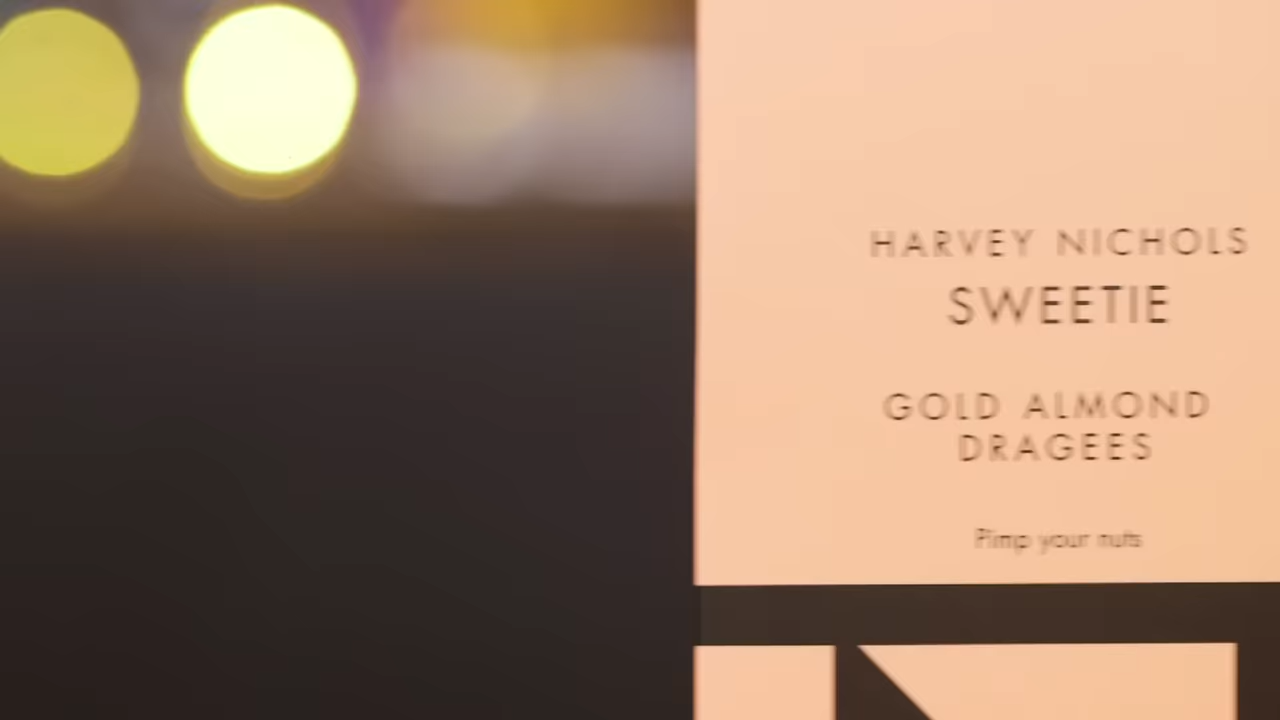 HARVEY NICHOLS
SWEETIE
GOLD ALMOND
DRAGEES
Pimp your nuts